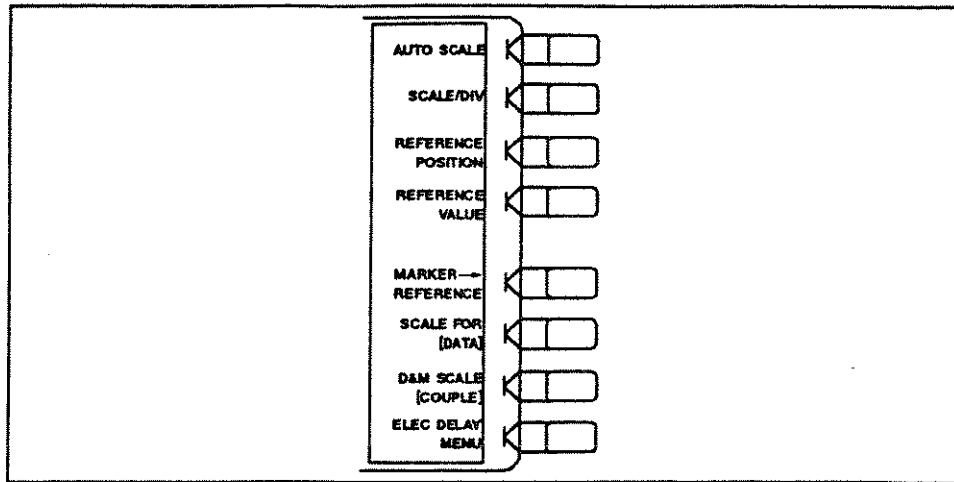 AUTO SCALE
SCALE/DIV
REFERENCE
POSITION
REFERENCE
VALUE
MARKER→
REFERENCE
SCALE FOR
[DATA]
D&M SCALE
[COUPLE]
ELEC DELAY
MENU